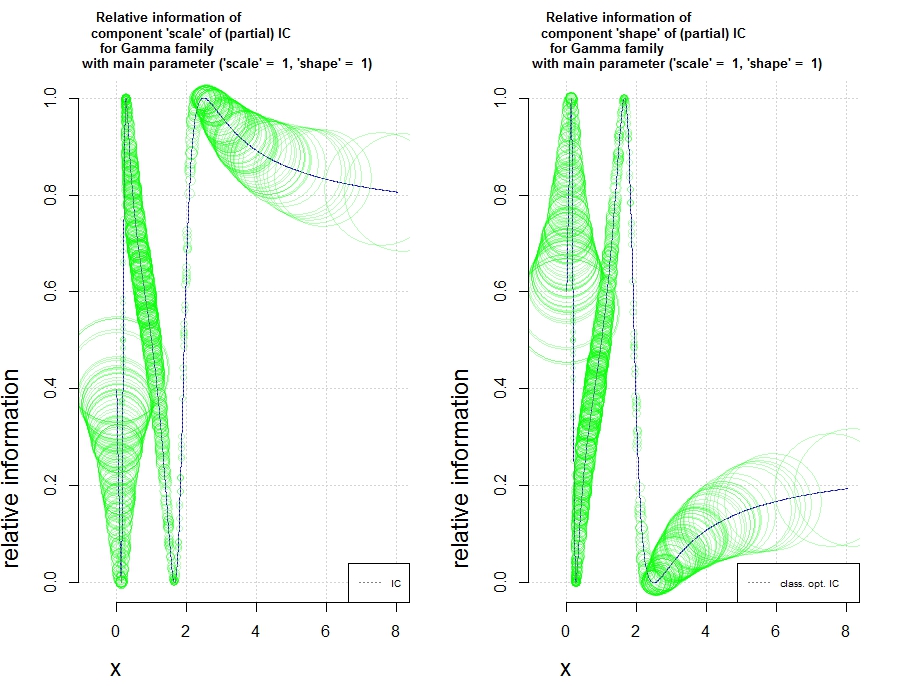 Relative information of
component 'scale' of (partial) IC
for Gamma family
with main parameter ('scale' = 1, 'shape' = 1)
relative information
1.0
0.8
0.6
0.4
0.2
0.0
IC
0 2 4 6 8
x
Relative information of
component 'shape' of (partial) IC
for Gamma family
with main parameter ('scale' = 1, 'shape' = 1)
relative information
1.0
0.8
0.6
0.4
0.2
0.0
class. opt. IC
0 2 4 6 8
x